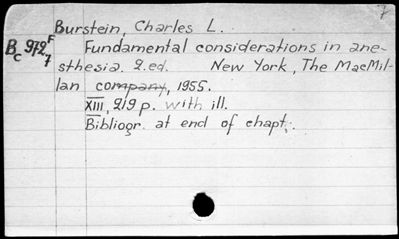 7
Burstein, Charles L.
Bc 972F7 Fundamental considerations in ane-
sthesia. 2.ed. New York, The MacMil-
lan company, 1955.
XIII, 219 p. with ill.
Bibliogr. at end of chapt.